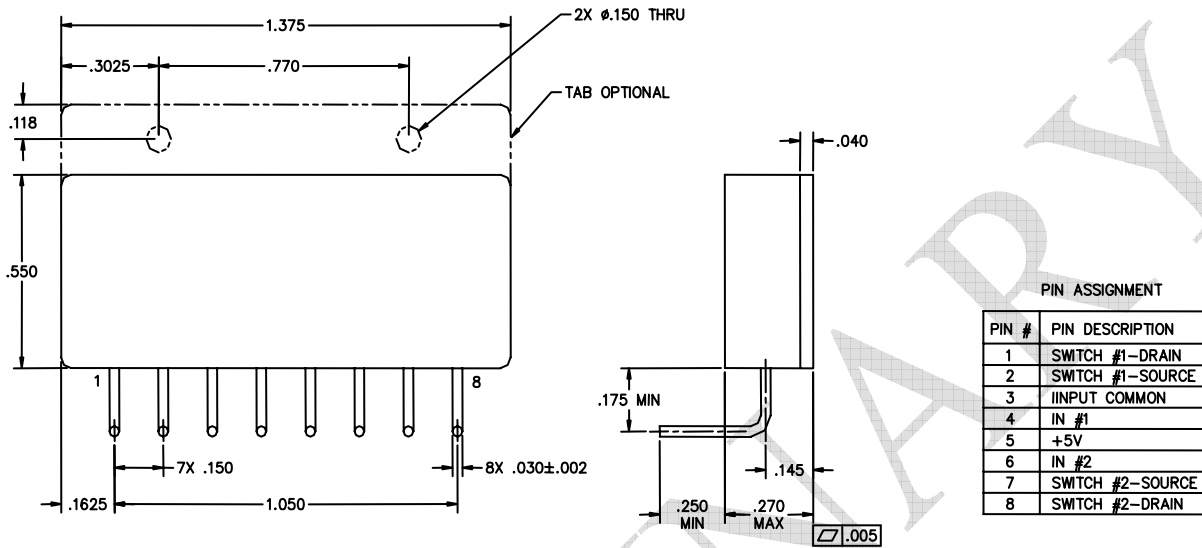 2X ø.150 THRU
1.375
.3025
.770
TAB OPTIONAL
.118
.040
.550
1
8
.175 MIN
7X .150
8X .030±.002
.145
.1625
1.050
.250
MIN
.270
MAX
⏥ .005
PIN ASSIGNMENT
PIN # PIN DESCRIPTION
1 SWITCH #1-DRAIN
2 SWITCH #1-SOURCE
3 IINPUT COMMON
4 IN #1
5 +5V
6 IN #2
7 SWITCH #2-SOURCE
8 SWITCH #2-DRAIN
NARY